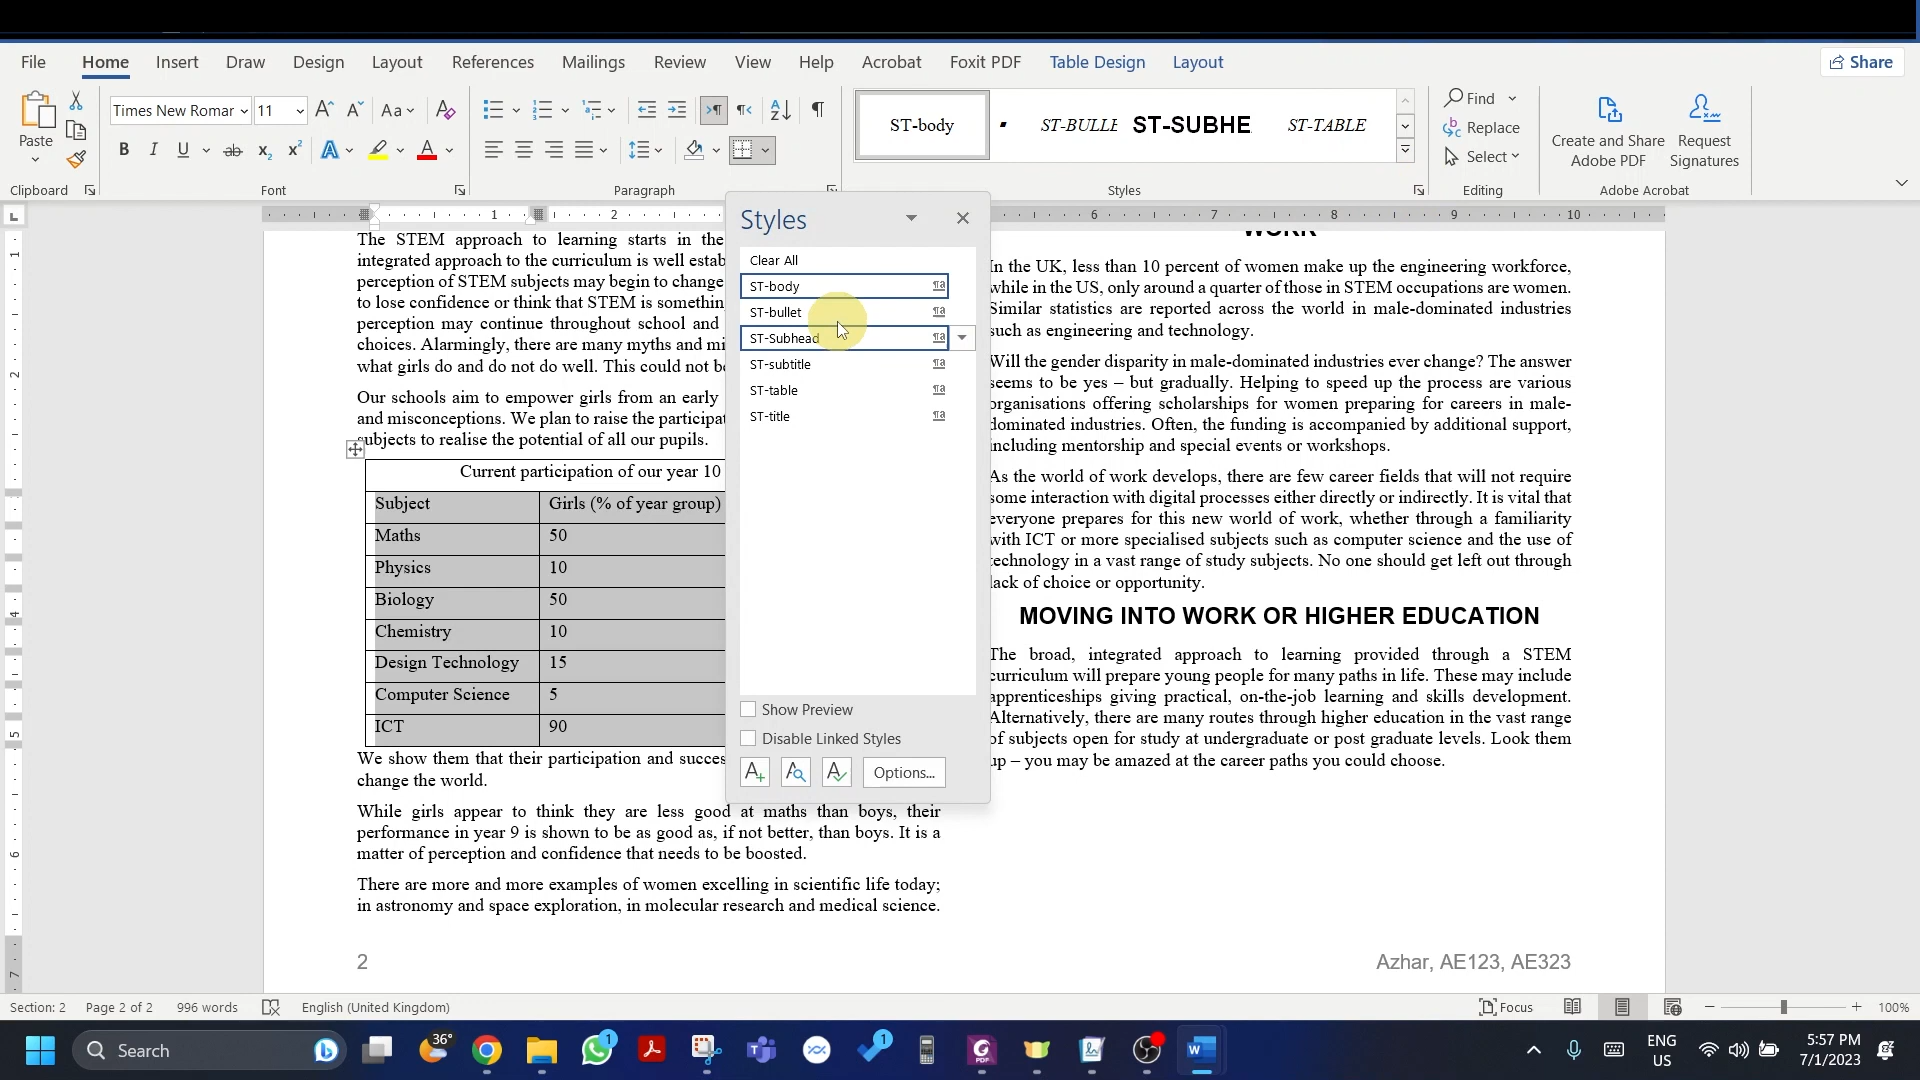 File Home Insert Draw Design Layout References Mailings Review View Help Acrobat Foxit PDF Table Design Layout Share
Times New Romar 11 Aa
ST-body ST-BULLE ST-SUBHE ST-TABLE
Find
Replace
Select
Paste
Create and Share
Adobe PDF
Request
Signatures
Clipboard Font Paragraph Styles Editing Adobe Acrobat
1 2 6 7 8 9 10
Styles
Clear All
ST-body
ST-bullet
ST-Subhead
ST-subtitle
ST-table
ST-title
Show Preview
Disable Linked Styles
Options...
The STEM approach to learning starts in the
integrated approach to the curriculum is well estab
perception of STEM subjects may begin to change
to lose confidence or think that STEM is somethin
perception may continue throughout school and
choices. Alarmingly, there are many myths and mi
what girls do and do not do well. This could not be
Our schools aim to empower girls from an early
and misconceptions. We plan to raise the participat
subjects to realise the potential of all our pupils.
Current participation of our year 10
Subject Girls (% of year group)
Maths 50
Physics 10
Biology 50
Chemistry 10
Design Technology 15
Computer Science 5
ICT 90
We show them that their participation and succes
change the world.
While girls appear to think they are less good at maths than boys, their
performance in year 9 is shown to be as good as, if not better, than boys. It is a
matter of perception and confidence that needs to be boosted.
There are more and more examples of women excelling in scientific life today;
in astronomy and space exploration, in molecular research and medical science.
WORK
In the UK, less than 10 percent of women make up the engineering workforce,
while in the US, only around a quarter of those in STEM occupations are women.
Similar statistics are reported across the world in male-dominated industries
such as engineering and technology.
Will the gender disparity in male-dominated industries ever change? The answer
seems to be yes – but gradually. Helping to speed up the process are various
organisations offering scholarships for women preparing for careers in male-
dominated industries. Often, the funding is accompanied by additional support,
including mentorship and special events or workshops.
As the world of work develops, there are few career fields that will not require
some interaction with digital processes either directly or indirectly. It is vital that
everyone prepares for this new world of work, whether through a familiarity
with ICT or more specialised subjects such as computer science and the use of
technology in a vast range of study subjects. No one should get left out through
lack of choice or opportunity.
MOVING INTO WORK OR HIGHER EDUCATION
The broad, integrated approach to learning provided through a STEM
curriculum will prepare young people for many paths in life. These may include
apprenticeships giving practical, on-the-job learning and skills development.
Alternatively, there are many routes through higher education in the vast range
of subjects open for study at undergraduate or post graduate levels. Look them
up – you may be amazed at the career paths you could choose.
2
Azhar, AE123, AE323
Section: 2 Page 2 of 2 996 words English (United Kingdom) Focus 100%
Search 36° 1 1 ENG
US
5:57 PM
7/1/2023